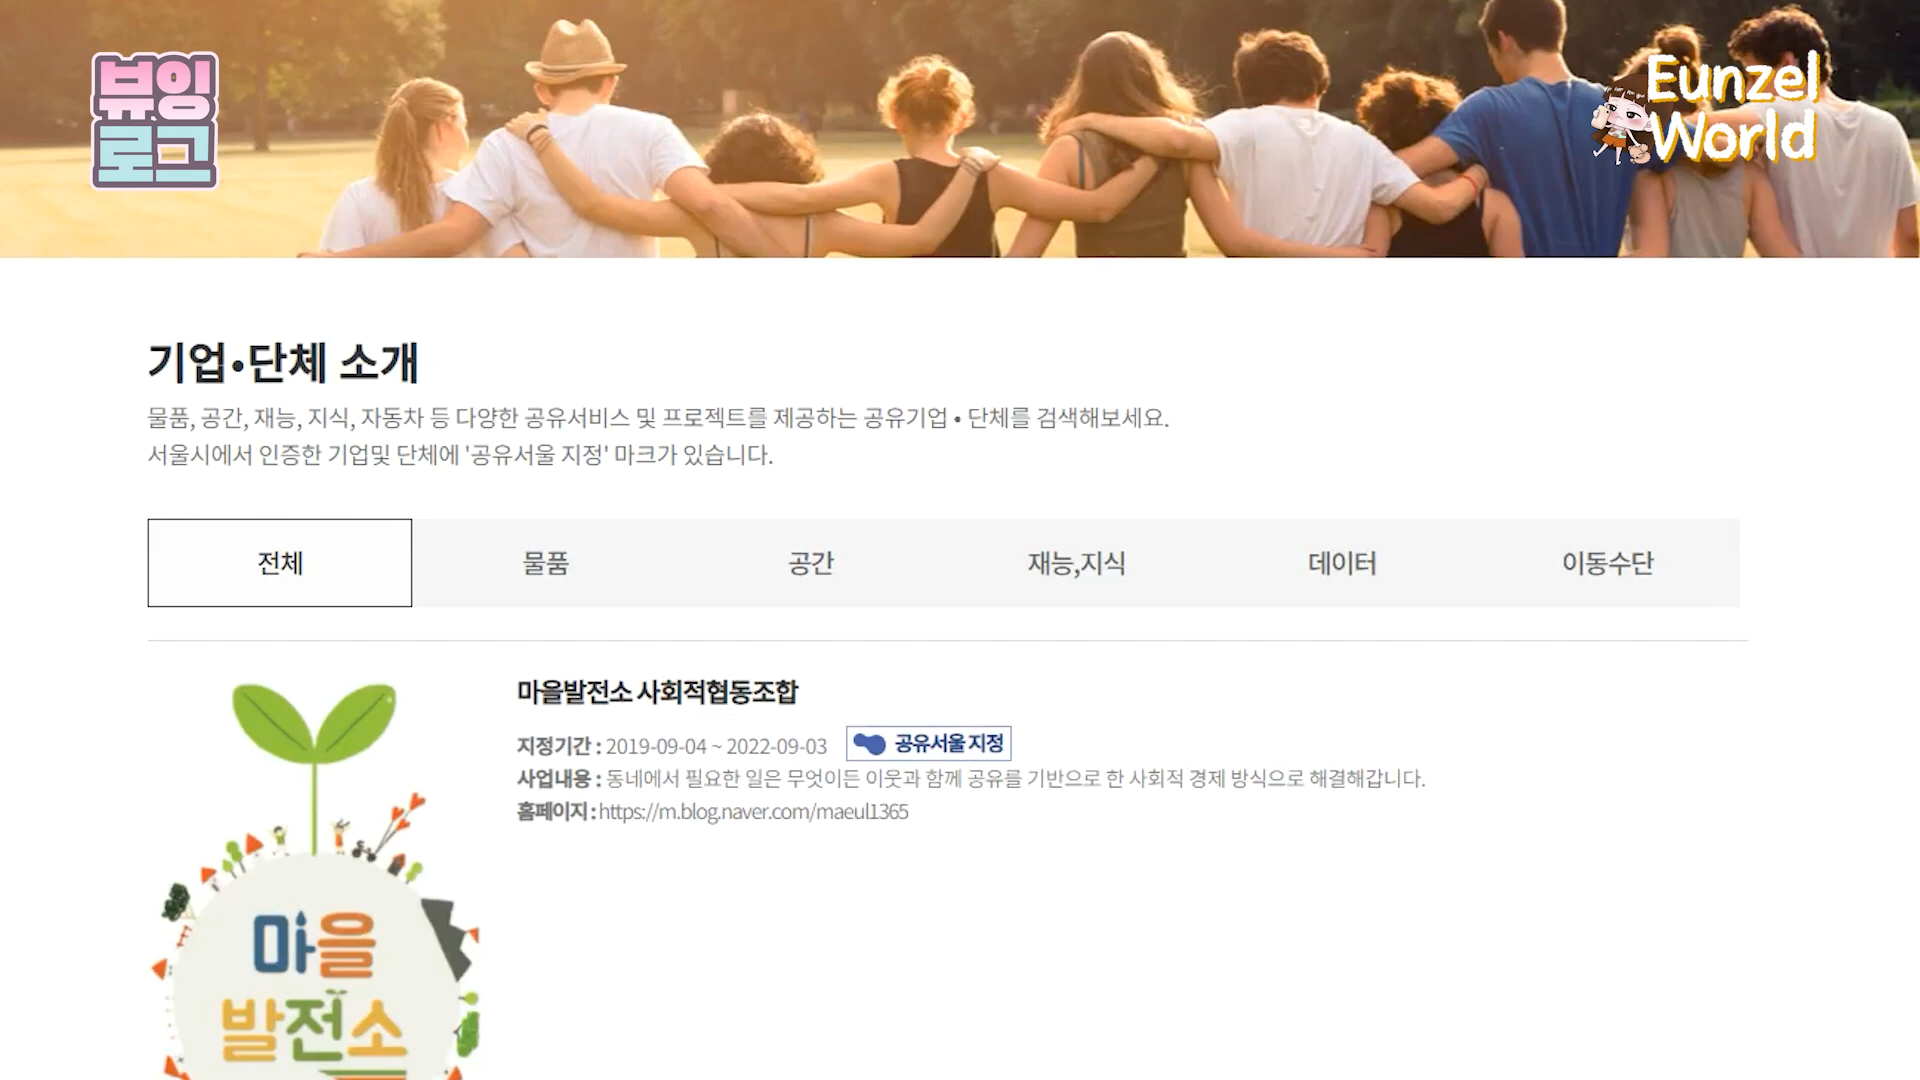 뷰잉
로그
Eunzel
World
기업•단체 소개
물품, 공간, 재능, 지식, 자동차 등 다양한 공유서비스 및 프로젝트를 제공하는 공유기업 • 단체를 검색해보세요.
서울시에서 인증한 기업및 단체에 '공유서울 지정' 마크가 있습니다.
전체 물품 공간 재능,지식 데이터 이동수단
마을발전소 사회적협동조합
지정기간 : 2019-09-04 ~ 2022-09-03 공유서울 지정
사업내용 : 동네에서 필요한 일은 무엇이든 이웃과 함께 공유를 기반으로 한 사회적 경제 방식으로 해결해갑니다.
홈페이지 : https://m.blog.naver.com/maeul1365
마을
발전소